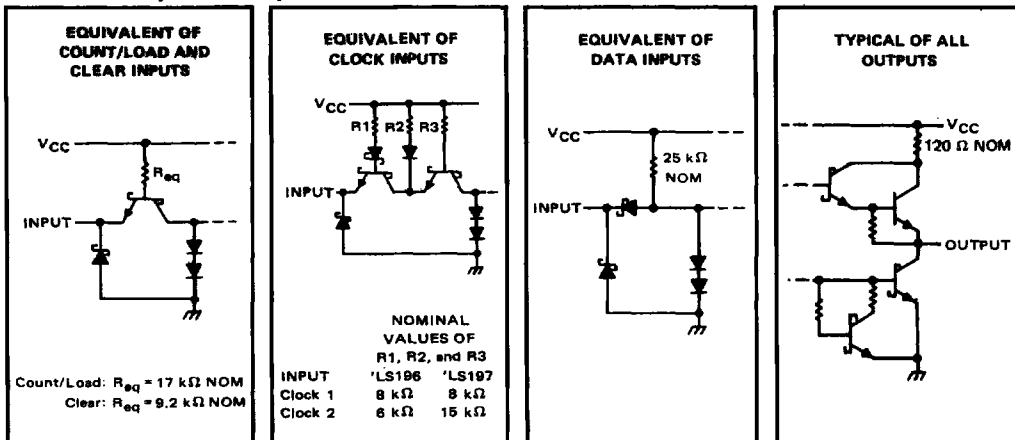 EQUIVALENT OF
COUNT/LOAD AND
CLEAR INPUTS
VCC
Req
INPUT
Count/Load: Req = 17 kΩ NOM
Clear: Req = 9.2 kΩ NOM
EQUIVALENT OF
CLOCK INPUTS
VCC
R1 R2 R3
INPUT
NOMINAL
VALUES OF
R1, R2, and R3
INPUT 'LS196 'LS197
Clock 1 8 kΩ 8 kΩ
Clock 2 6 kΩ 15 kΩ
EQUIVALENT OF
DATA INPUTS
VCC
25 kΩ
NOM
INPUT
TYPICAL OF ALL
OUTPUTS
VCC
120 Ω NOM
OUTPUT